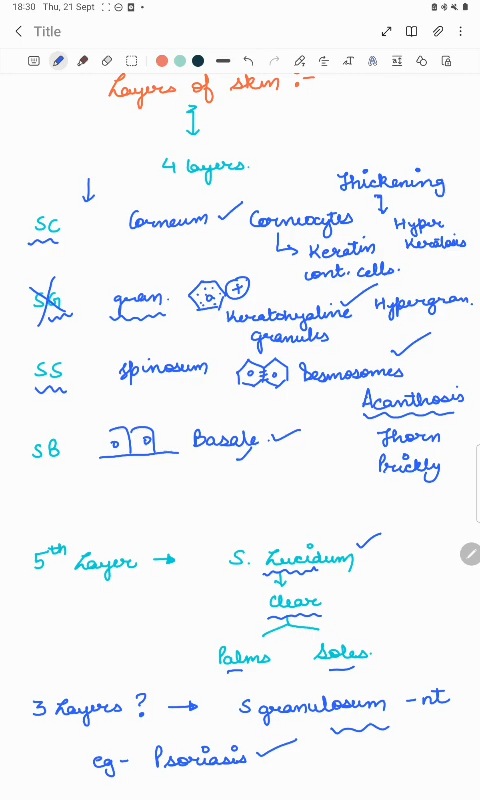 18:30 Thu, 21 Sept
Title
Layers of skin :-
4 layers.
Thickening
SC Corneum Corneocytes Hyper Keratosis
Keratin cont. cells.
SG gran. + Keratohyaline granules Hypergran.
SS spinosum Desmosomes
Acanthosis
Thorn
Prickly
SB Basale.
5th Layer → S. Lucidum
clear
Palms Soles.
3 Layers ? → S granulosum -nt
eg - Psoriasis